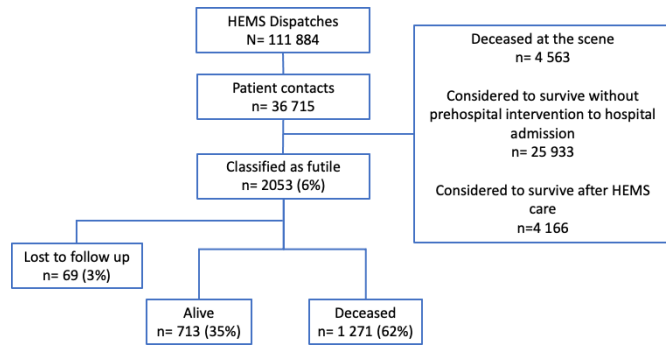 HEMS Dispatches
N= 111 884
Patient contacts
n= 36 715
Deceased at the scene
n= 4 563
Considered to survive without
prehospital intervention to hospital
admission
n= 25 933
Considered to survive after HEMS
care
n=4 166
Classified as futile
n= 2053 (6%)
Lost to follow up
n= 69 (3%)
Alive
n= 713 (35%)
Deceased
n= 1 271 (62%)